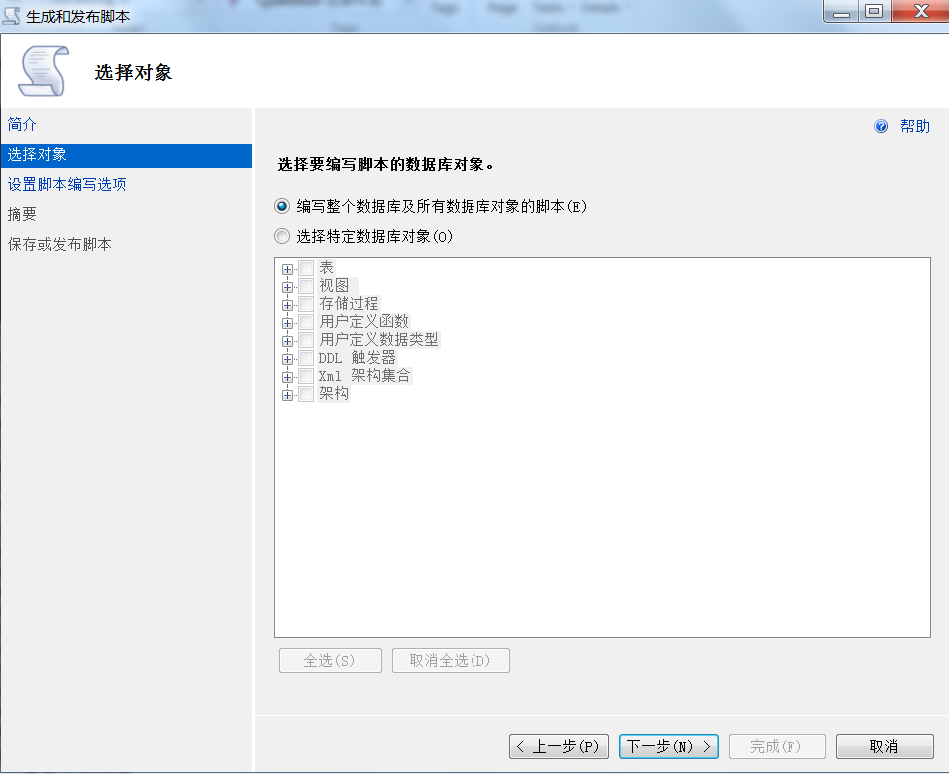 生成和发布脚本
选择对象
简介
选择对象
设置脚本编写选项
摘要
保存或发布脚本
帮助
选择要编写脚本的数据库对象。
编写整个数据库及所有数据库对象的脚本(E)
选择特定数据库对象(O)
表
视图
存储过程
用户定义函数
用户定义数据类型
DDL 触发器
Xml 架构集合
架构
全选(S) 取消全选(D)
< 上一步(P) 下一步(N) > 完成(F) 取消